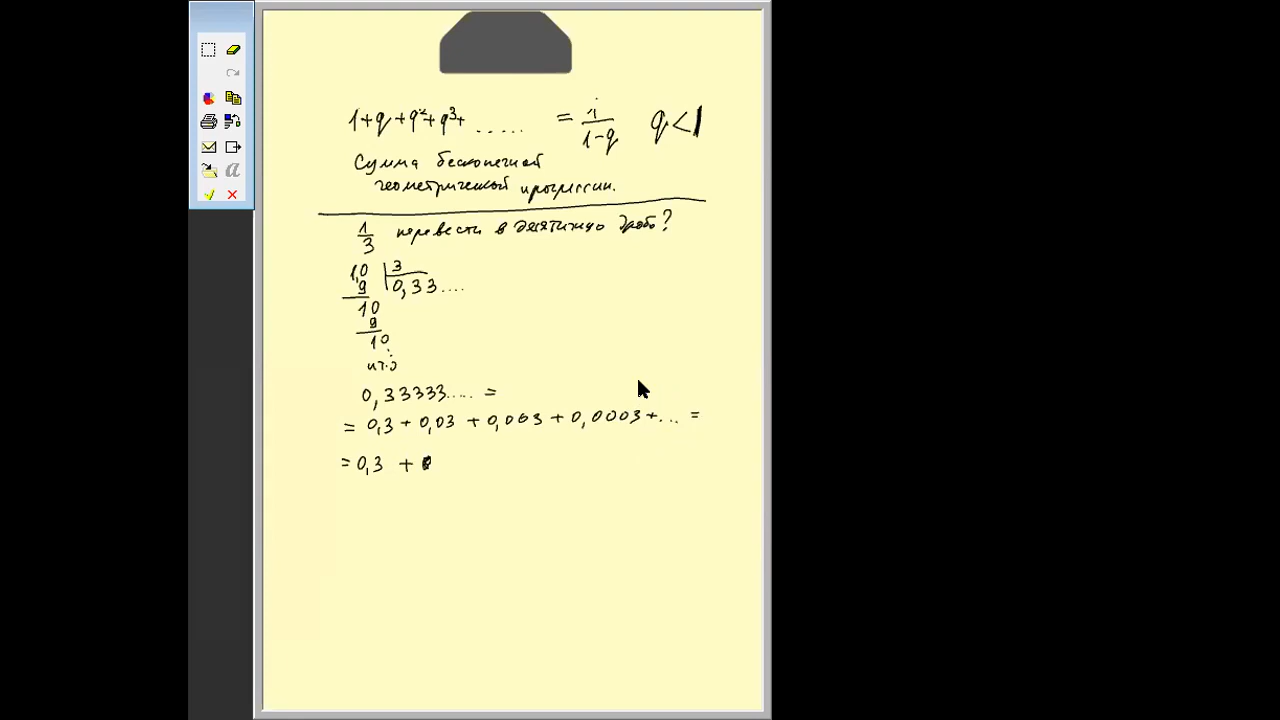 1+q+q²+q³+ ..... = 1/(1-q) q<1
Сумма бесконечной
геометрической прогрессии.
1/3 перевести в десятичную дробь?
1,0 | 3
9 0,33....
10
9
10
и т.д
0,33333.... =
= 0,3 + 0,03 + 0,003 + 0,0003 + ... =
= 0,3 +